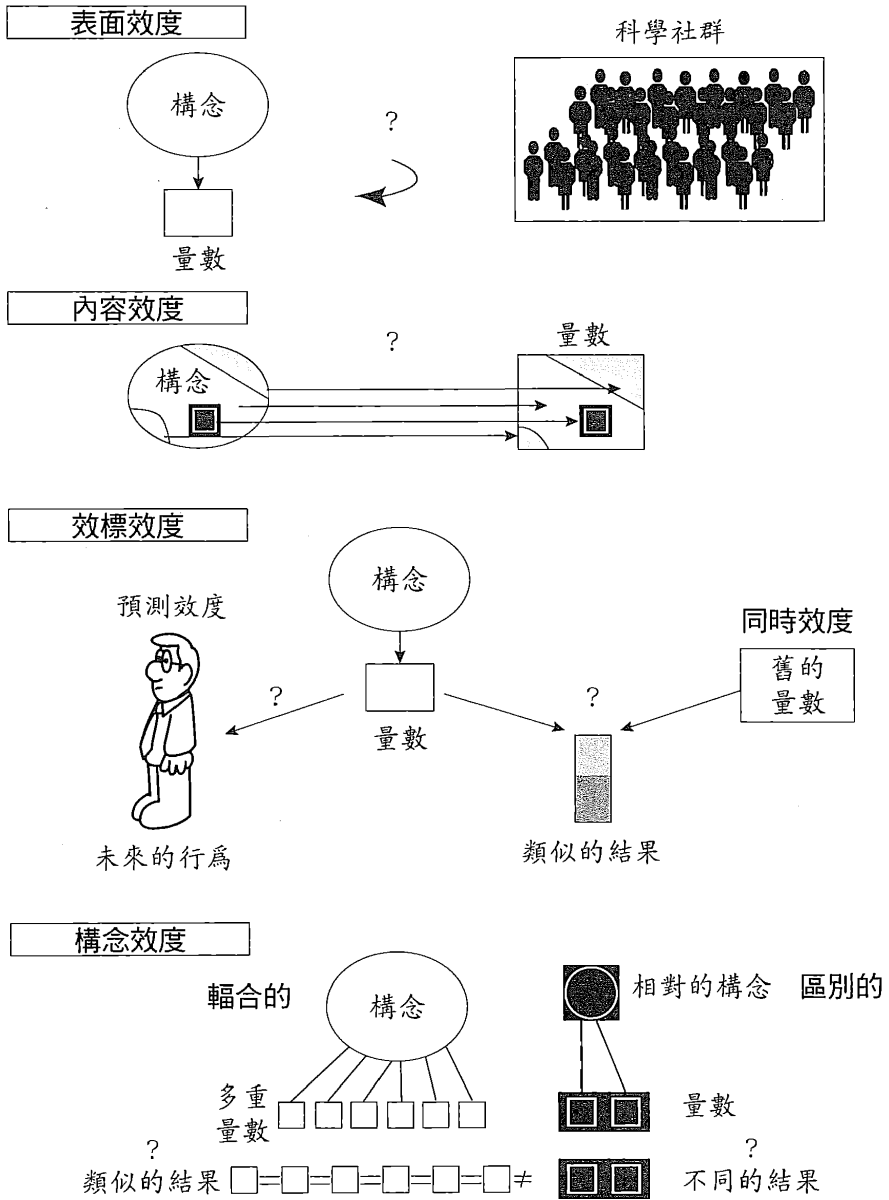 表面效度
科學社群
構念
?
量數
內容效度
?
量數
構念
效標效度
構念
預測效度
同時效度
舊的
量數
?
?
量數
類似的結果
未來的行爲
構念效度
輻合的
構念
相對的構念
區別的
多重
量數
量數
?
?
類似的結果
=
=
=
=
=
≠
不同的結果